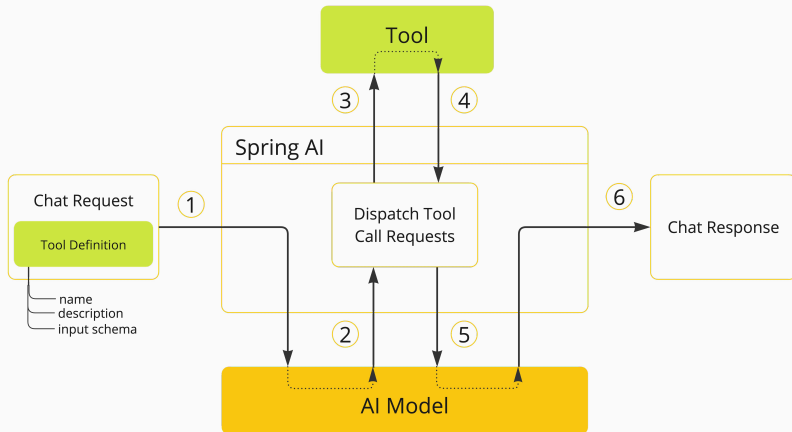 Tool
3
4
Spring AI
Chat Request
1
Tool Definition
Dispatch Tool
Call Requests
6
Chat Response
name
description
input schema
2
5
AI Model